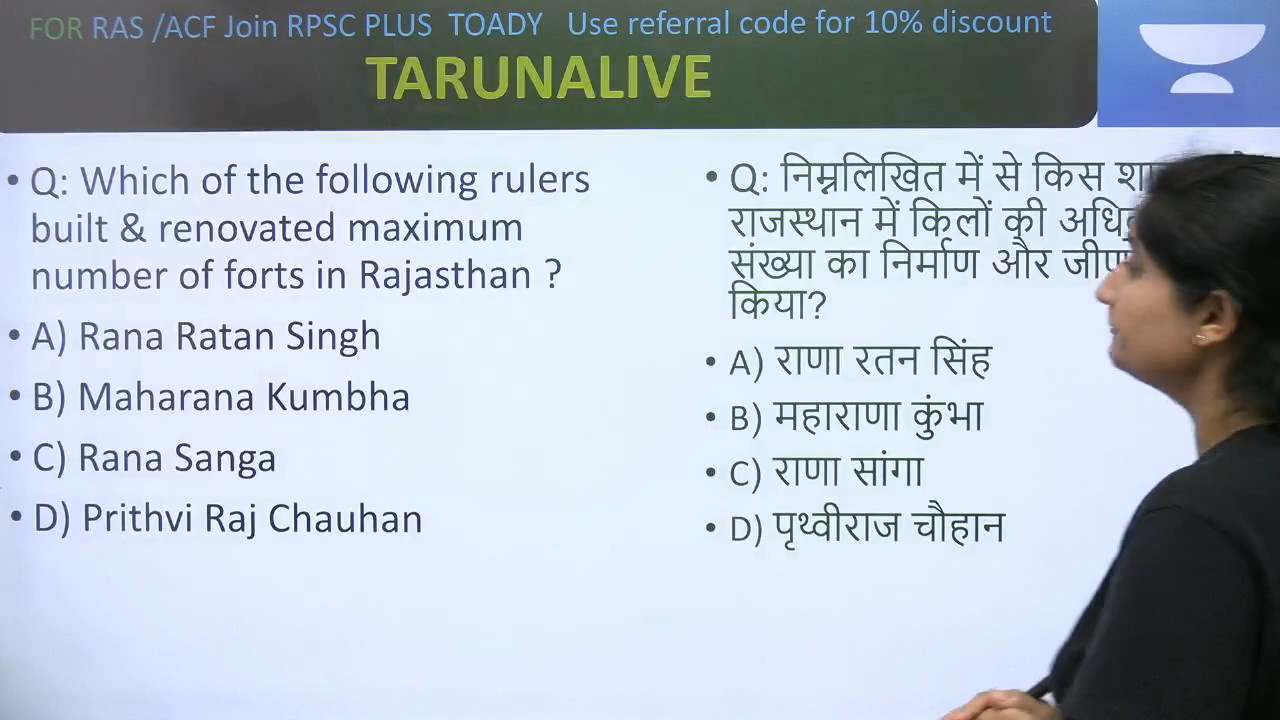 FOR RAS /ACF Join RPSC PLUS TOADY Use referral code for 10% discount
TARUNALIVE
• Q: Which of the following rulers
built & renovated maximum
number of forts in Rajasthan ?
• A) Rana Ratan Singh
• B) Maharana Kumbha
• C) Rana Sanga
• D) Prithvi Raj Chauhan
• Q: निम्नलिखित में से किस
राजस्थान में किलों की
संख्या का निर्माण और
किया?
• A) राणा रतन सिंह
• B) महाराणा कुंभा
• C) राणा सांगा
• D) पृथ्वीराज चौहान